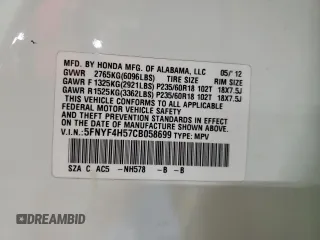 MFD. BY HONDA MFG. OF ALABAMA, LLC 05/12
GVWR 2765KG(6096LBS) TIRE SIZE RIM SIZE
GAWR F 1325KG(2921LBS) P235/60R18 102T 18X7.5J
GAWR R 1525KG(3362LBS) P235/60R18 102T 18X7.5J
THIS VEHICLE CONFORMS TO ALL APPLICABLE
FEDERAL MOTOR VEHICLE SAFETY AND THEFT
PREVENTION STANDARDS IN EFFECT ON THE
DATE OF MANUFACTURE SHOWN ABOVE.
V.I.N.: 5FNYF4H57CB058699 TYPE: MPV
SZA C AC5 -NH578 -B -B
DREAMBID